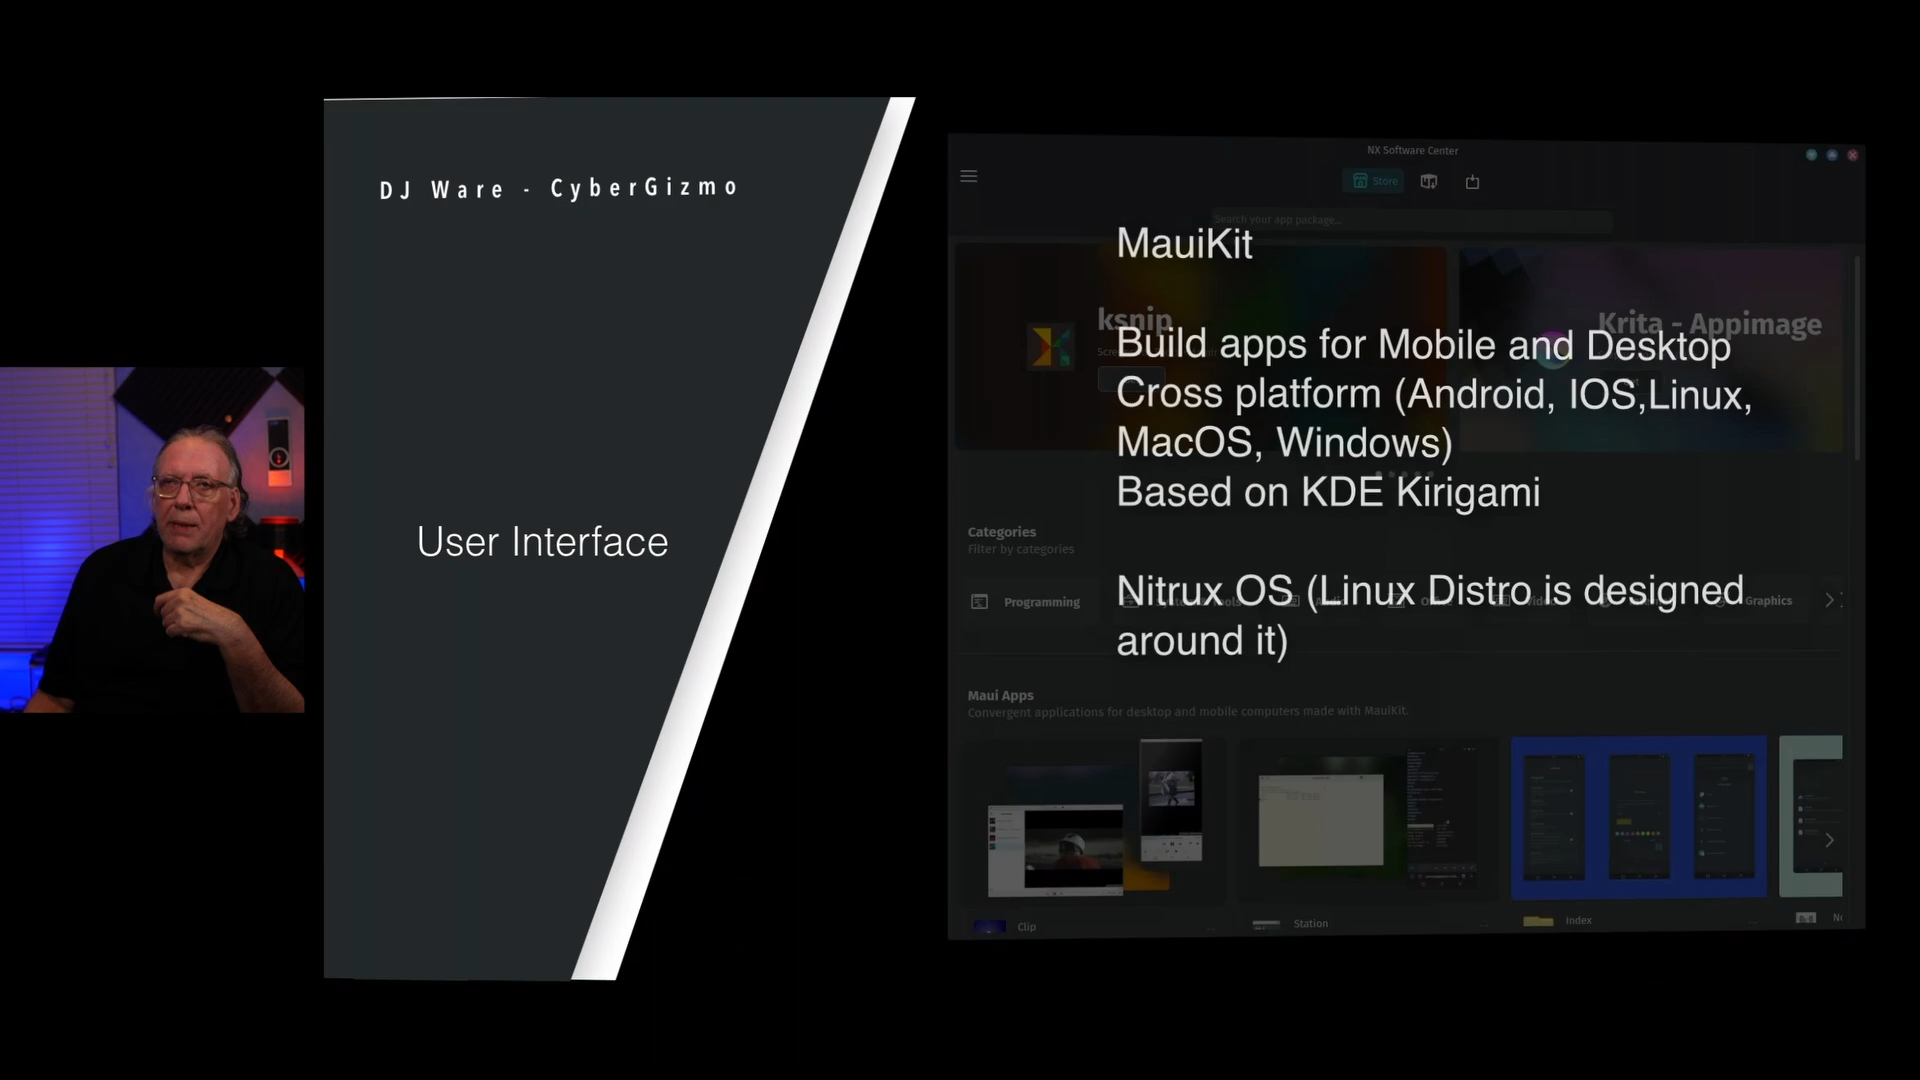 DJ Ware - CyberGizmo
User Interface
NX Software Center
Store
Search your app package...
MauiKit
ksnip
Krita - Appimage
Build apps for Mobile and Desktop
Cross platform (Android, IOS,Linux,
MacOS, Windows)
Based on KDE Kirigami
Categories
Filter by categories
Programming
Graphics
Nitrux OS (Linux Distro is designed
around it)
Maui Apps
Convergent applications for desktop and mobile computers made with MauiKit.
Clip
Station
Index